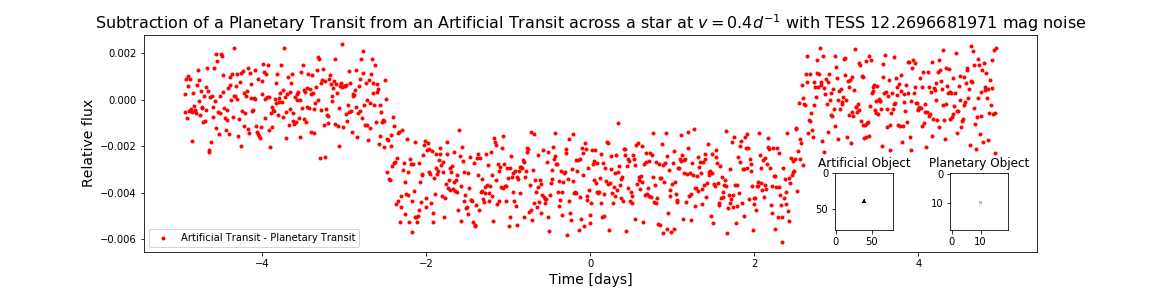 Subtraction of a Planetary Transit from an Artificial Transit across a star at v = 0.4d⁻¹ with TESS 12.2696681971 mag noise
Relative flux
0.002
0.000
−0.002
−0.004
−0.006
Artificial Transit - Planetary Transit
Artificial Object
0
50
0 50
Planetary Object
0
10
0 10
−4 −2 0 2 4
Time [days]